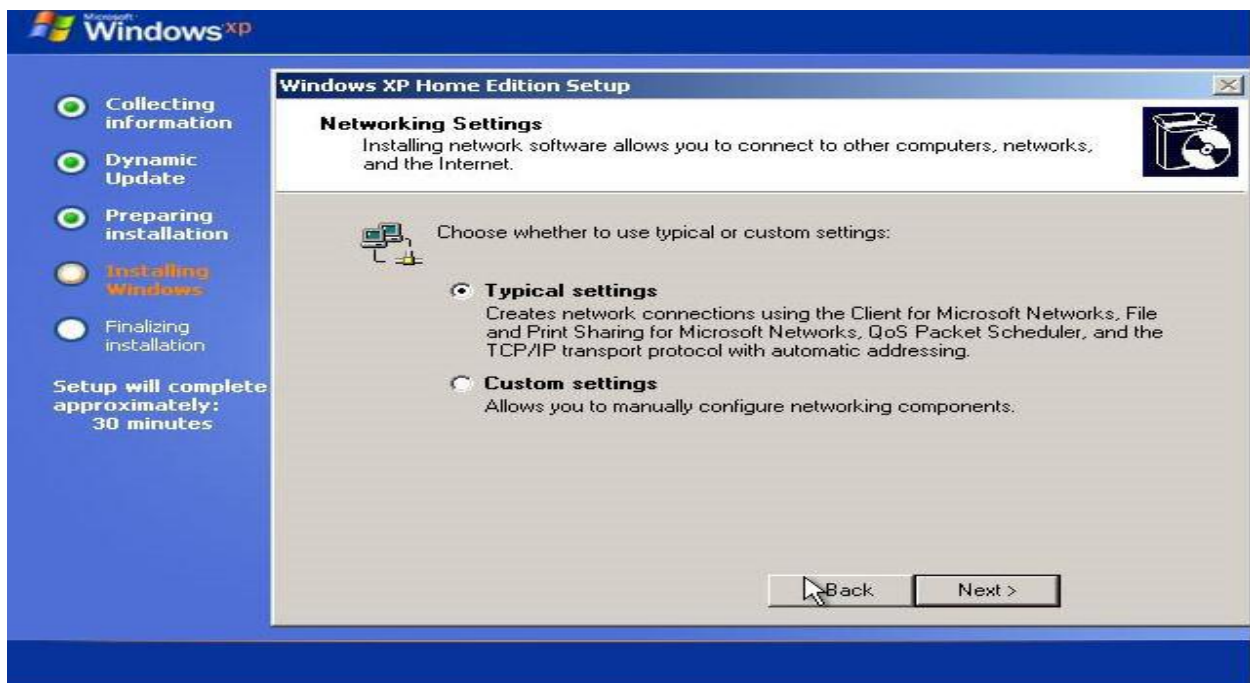 Microsoft
Windows xp
Collecting
information
Dynamic
Update
Preparing
installation
Installing
Windows
Finalizing
installation
Setup will complete
approximately:
30 minutes
Windows XP Home Edition Setup
Networking Settings
Installing network software allows you to connect to other computers, networks,
and the Internet.
Choose whether to use typical or custom settings:
Typical settings
Creates network connections using the Client for Microsoft Networks, File
and Print Sharing for Microsoft Networks, QoS Packet Scheduler, and the
TCP/IP transport protocol with automatic addressing.
Custom settings
Allows you to manually configure networking components.
Back
Next >